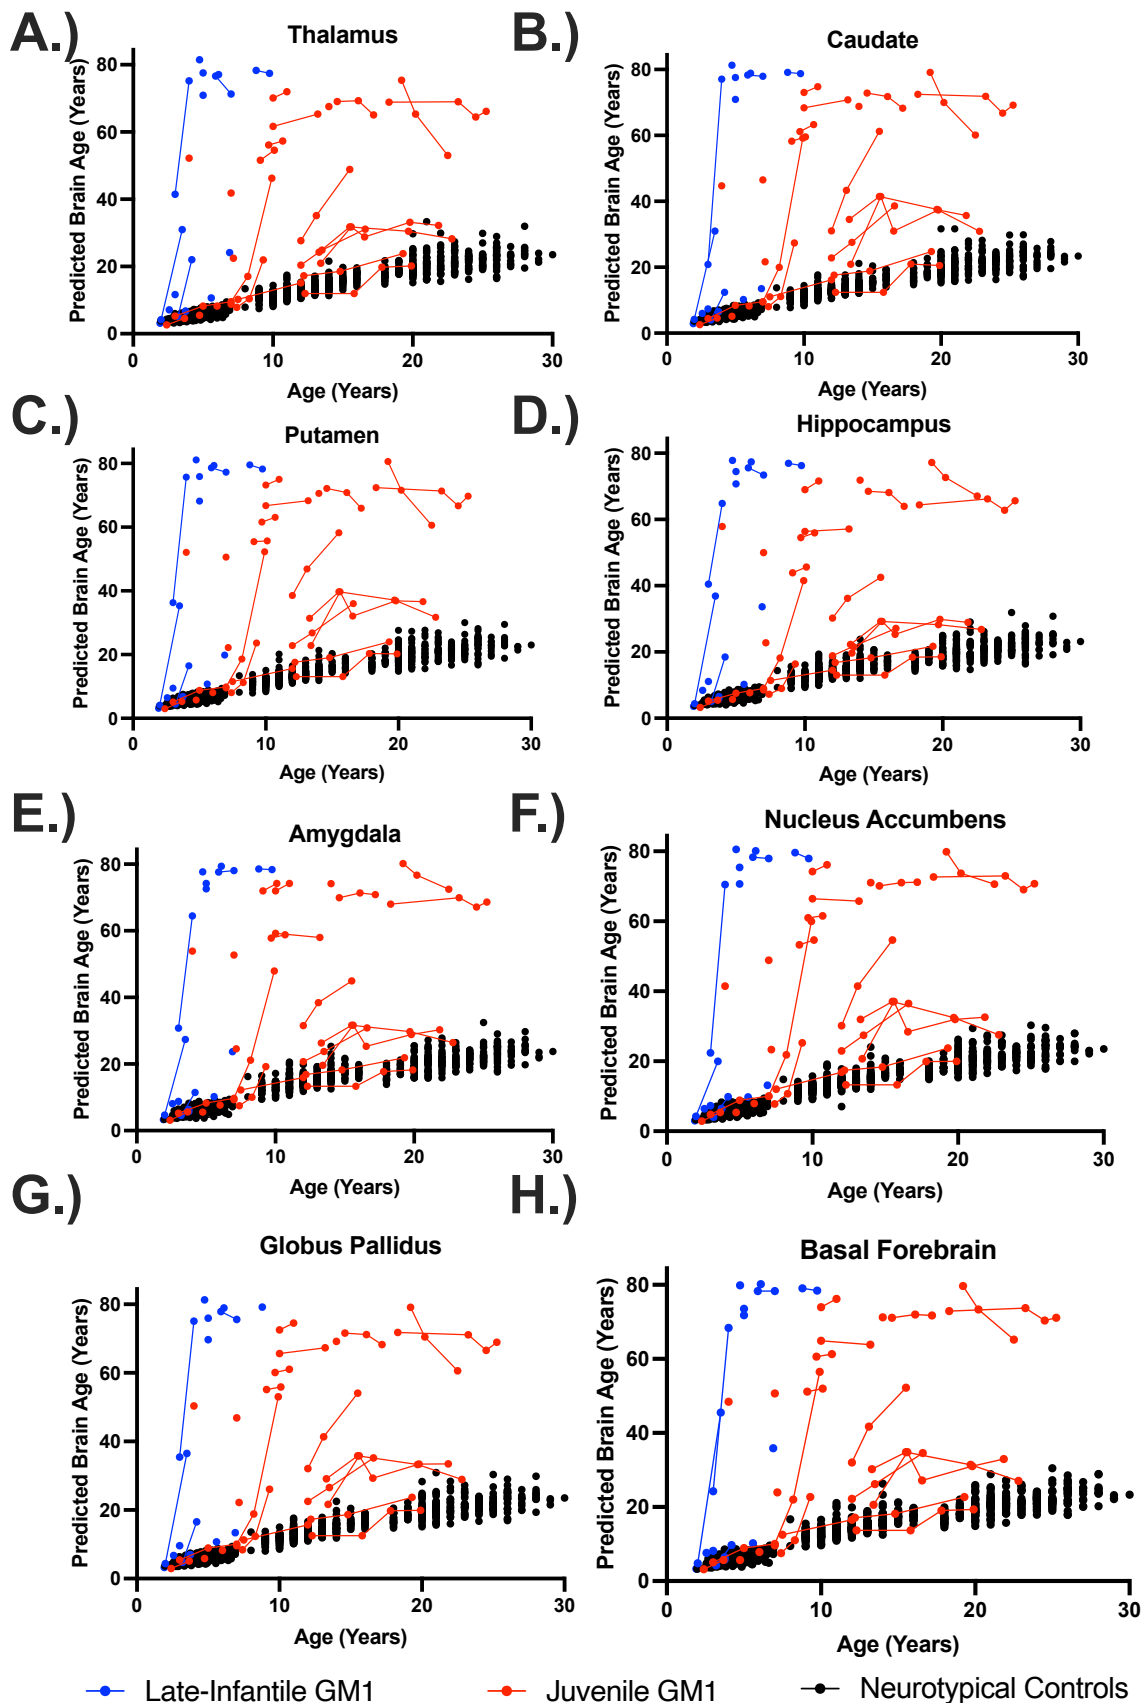 A.)
Thalamus
Predicted Brain Age (Years)
80
60
40
20
0
0 10 20 30
Age (Years)
B.)
Caudate
Predicted Brain Age (Years)
80
60
40
20
0
0 10 20 30
Age (Years)
C.)
Putamen
Predicted Brain Age (Years)
80
60
40
20
0
0 10 20 30
Age (Years)
D.)
Hippocampus
Predicted Brain Age (Years)
80
60
40
20
0
0 10 20 30
Age (Years)
E.)
Amygdala
Predicted Brain Age (Years)
80
60
40
20
0
0 10 20 30
Age (Years)
F.)
Nucleus Accumbens
Predicted Brain Age (Years)
80
60
40
20
0
0 10 20 30
Age (Years)
G.)
Globus Pallidus
Predicted Brain Age (Years)
80
60
40
20
0
0 10 20 30
Age (Years)
H.)
Basal Forebrain
Predicted Brain Age (Years)
80
60
40
20
0
0 10 20 30
Age (Years)
Late-Infantile GM1
Juvenile GM1
Neurotypical Controls